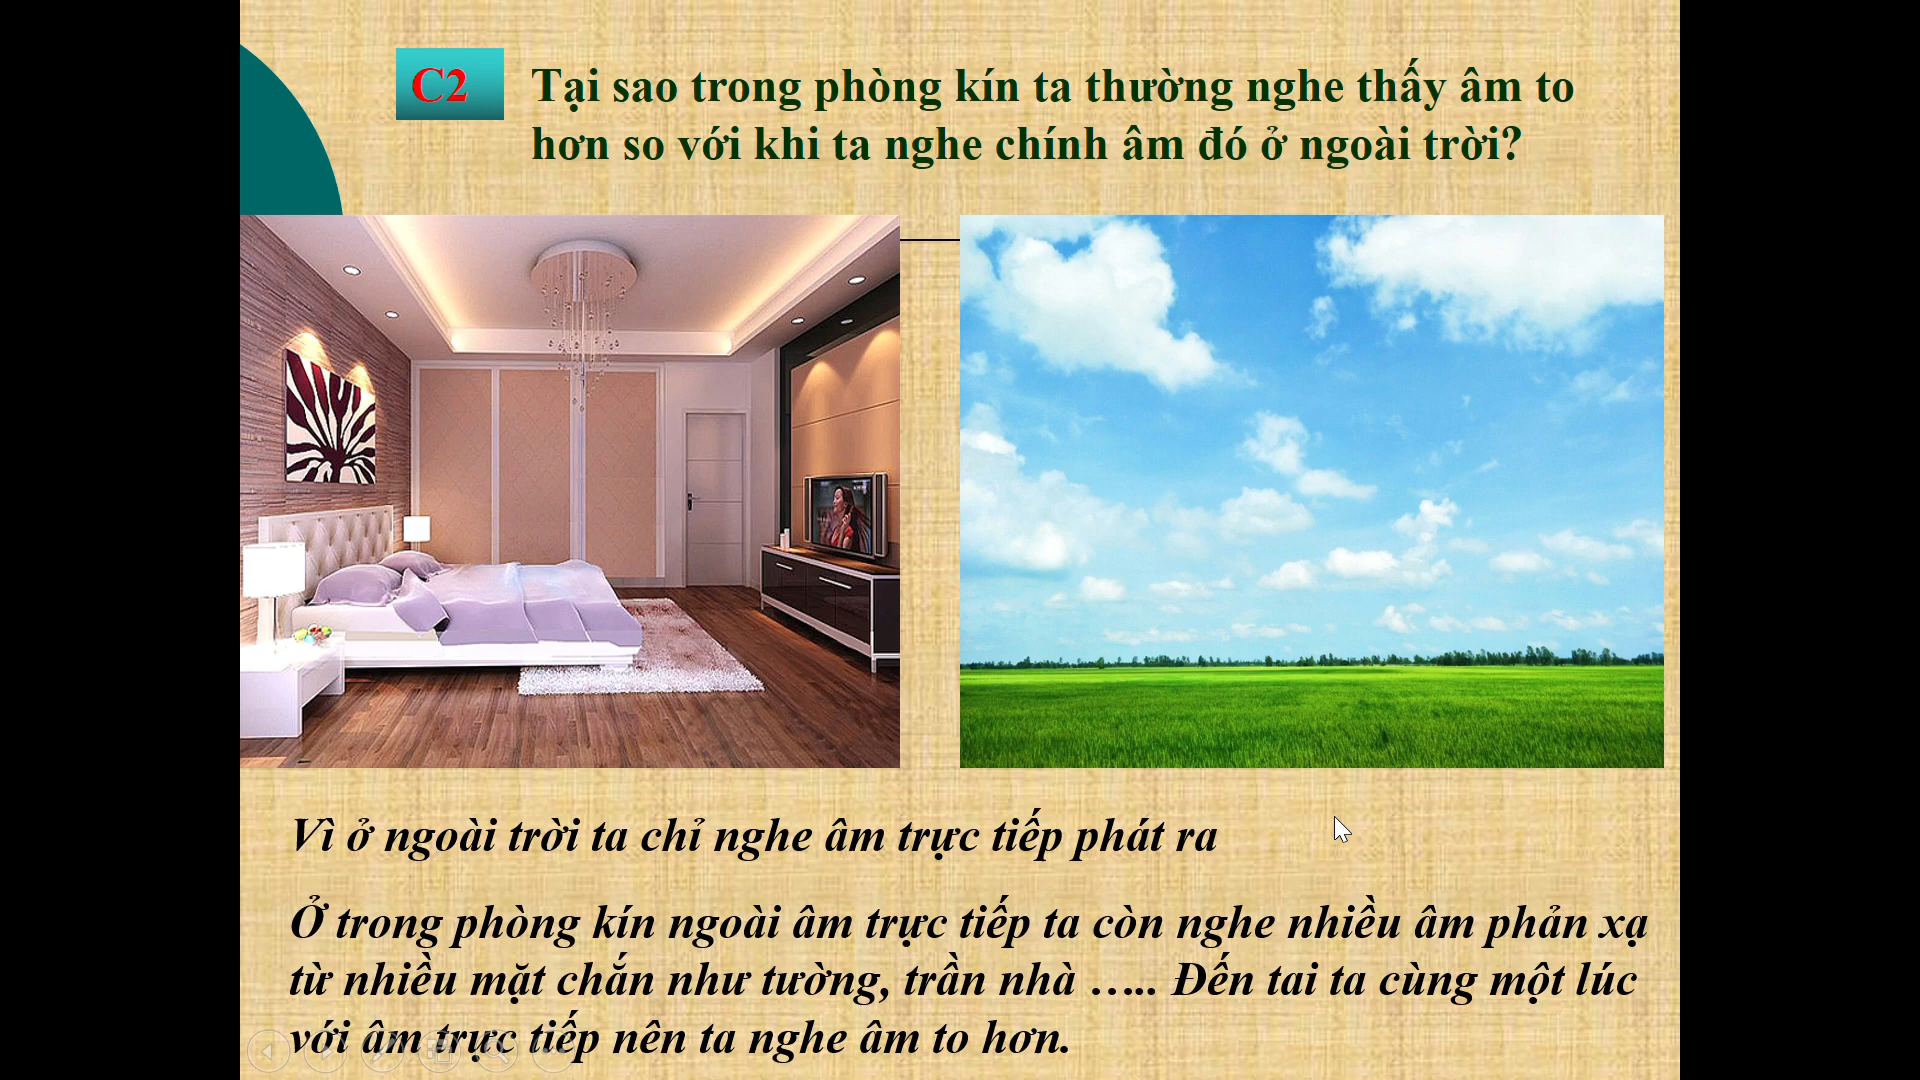 C2
Tại sao trong phòng kín ta thường nghe thấy âm to
hơn so với khi ta nghe chính âm đó ở ngoài trời?
Vì ở ngoài trời ta chỉ nghe âm trực tiếp phát ra
Ở trong phòng kín ngoài âm trực tiếp ta còn nghe nhiều âm phản xạ
từ nhiều mặt chắn như tường, trần nhà ….. Đến tai ta cùng một lúc
với âm trực tiếp nên ta nghe âm to hơn.